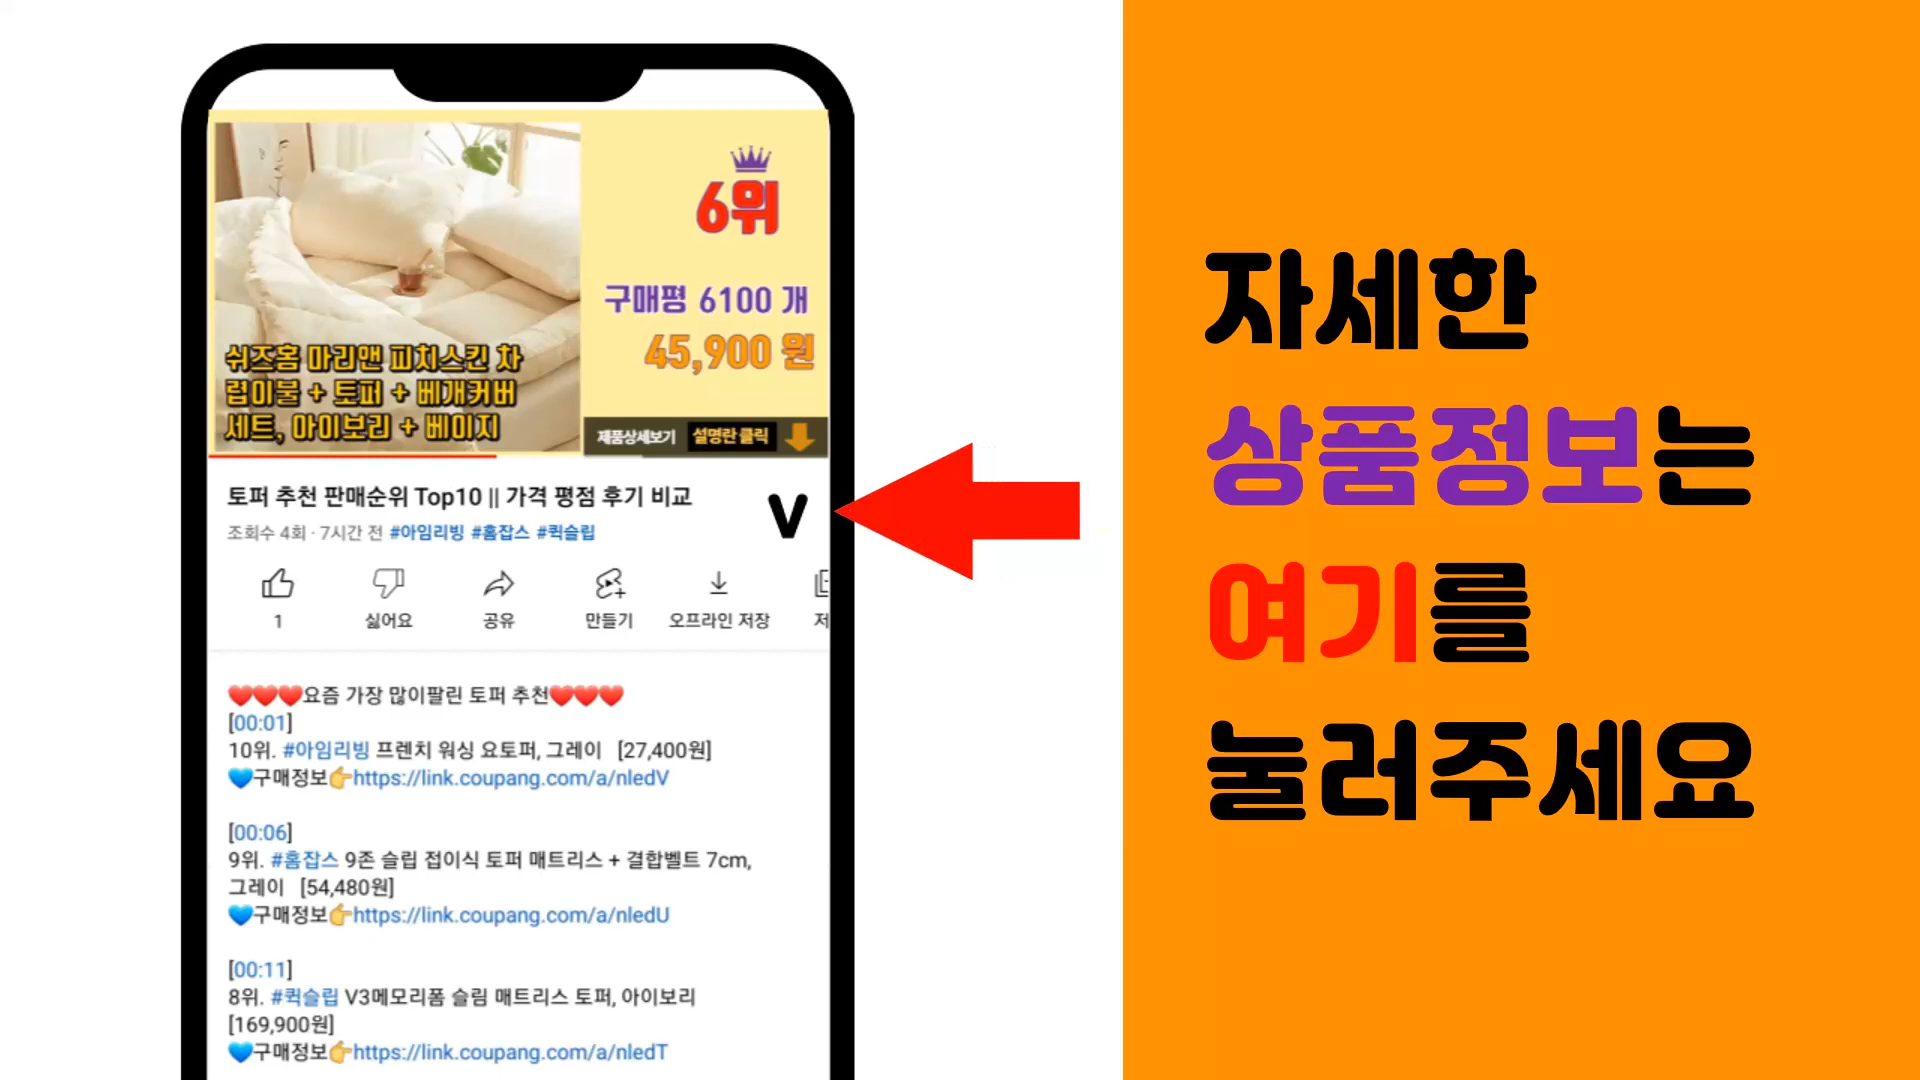 6위
구매평 6100 개
45,900 원
쉬즈홈 마리앤 피치스킨 차
렵이불 + 토퍼 + 베개커버
세트, 아이보리 + 베이지
제품상세보기 설명란 클릭
토퍼 추천 판매순위 Top10 || 가격 평점 후기 비교
조회수 4회 · 7시간 전 #아임리빙 #홈잡스 #퀵슬립
V
1 싫어요 공유 만들기 오프라인 저장 저
❤️❤️❤️요즘 가장 많이팔린 토퍼 추천❤️❤️❤️
[00:01]
10위. #아임리빙 프렌치 워싱 요토퍼, 그레이 [27,400원]
💙구매정보👉https://link.coupang.com/a/nledV
[00:06]
9위. #홈잡스 9존 슬립 접이식 토퍼 매트리스 + 결합벨트 7cm,
그레이 [54,480원]
💙구매정보👉https://link.coupang.com/a/nledU
[00:11]
8위. #퀵슬립 V3메모리폼 슬림 매트리스 토퍼, 아이보리
[169,900원]
💙구매정보👉https://link.coupang.com/a/nledT
자세한
상품정보는
여기를
눌러주세요